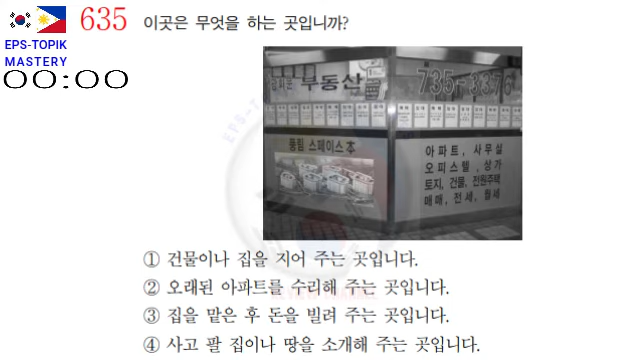 635 이곳은 무엇을 하는 곳입니까?
EPS-TOPIK
MASTERY
00:00
부동산
735-3376
풍림 스페이스 本
아파트, 사무실
오피스텔, 상가
토지, 건물, 전원주택
매매, 전세, 월세
① 건물이나 집을 지어 주는 곳입니다.
② 오래된 아파트를 수리해 주는 곳입니다.
③ 집을 맡은 후 돈을 빌려 주는 곳입니다.
④ 사고 팔 집이나 땅을 소개해 주는 곳입니다.